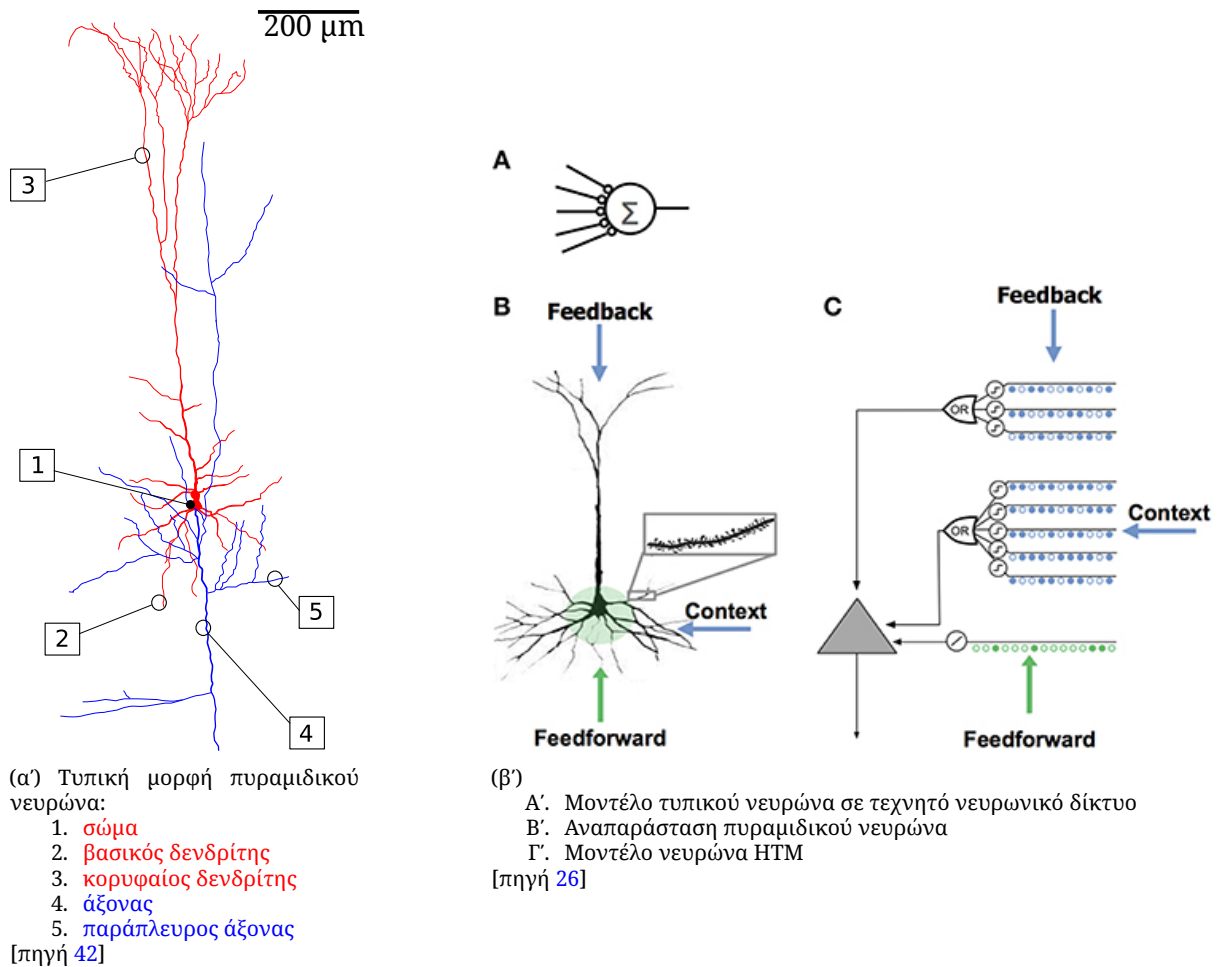 200 μm
3
1
2
5
4
(α′) Τυπική μορφή πυραμιδικού
νευρώνα:
1. σώμα
2. βασικός δενδρίτης
3. κορυφαίος δενδρίτης
4. άξονας
5. παράπλευρος άξονας
[πηγή 42]
A
Σ
B
Feedback
Context
Feedforward
C
Feedback
OR
OR
Context
Feedforward
(β′)
Α′. Μοντέλο τυπικού νευρώνα σε τεχνητό νευρωνικό δίκτυο
Β′. Αναπαράσταση πυραμιδικού νευρώνα
Γ′. Μοντέλο νευρώνα HTM
[πηγή 26]